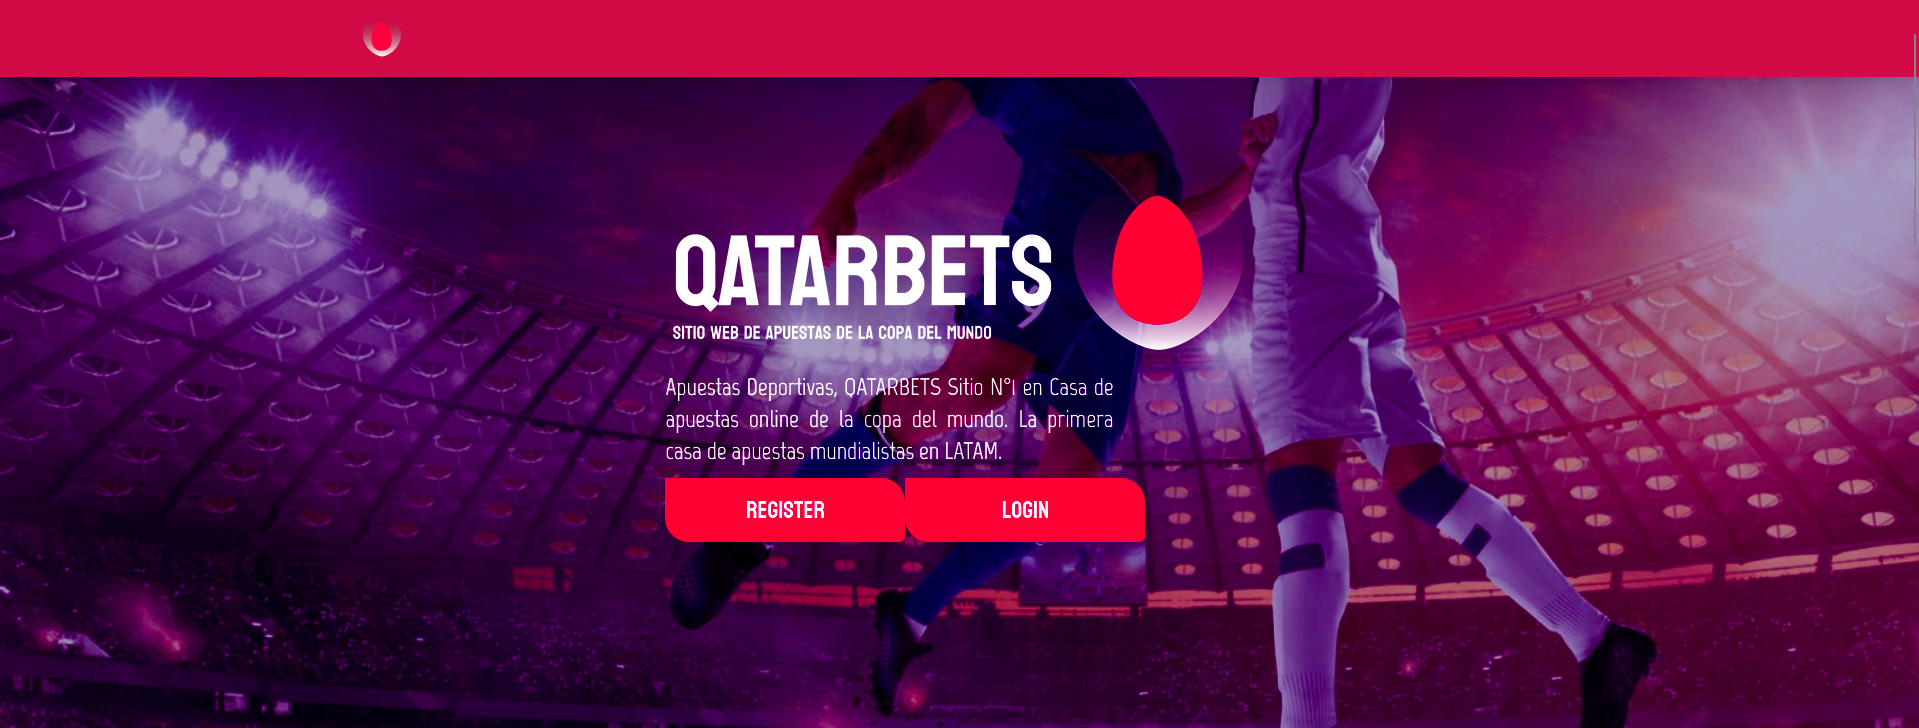 QATARBETS
SITIO WEB DE APUESTAS DE LA COPA DEL MUNDO
Apuestas Deportivas, QATARBETS Sitio N°1 en Casa de
apuestas online de la copa del mundo. La primera
casa de apuestas mundialistas en LATAM.
REGISTER
LOGIN